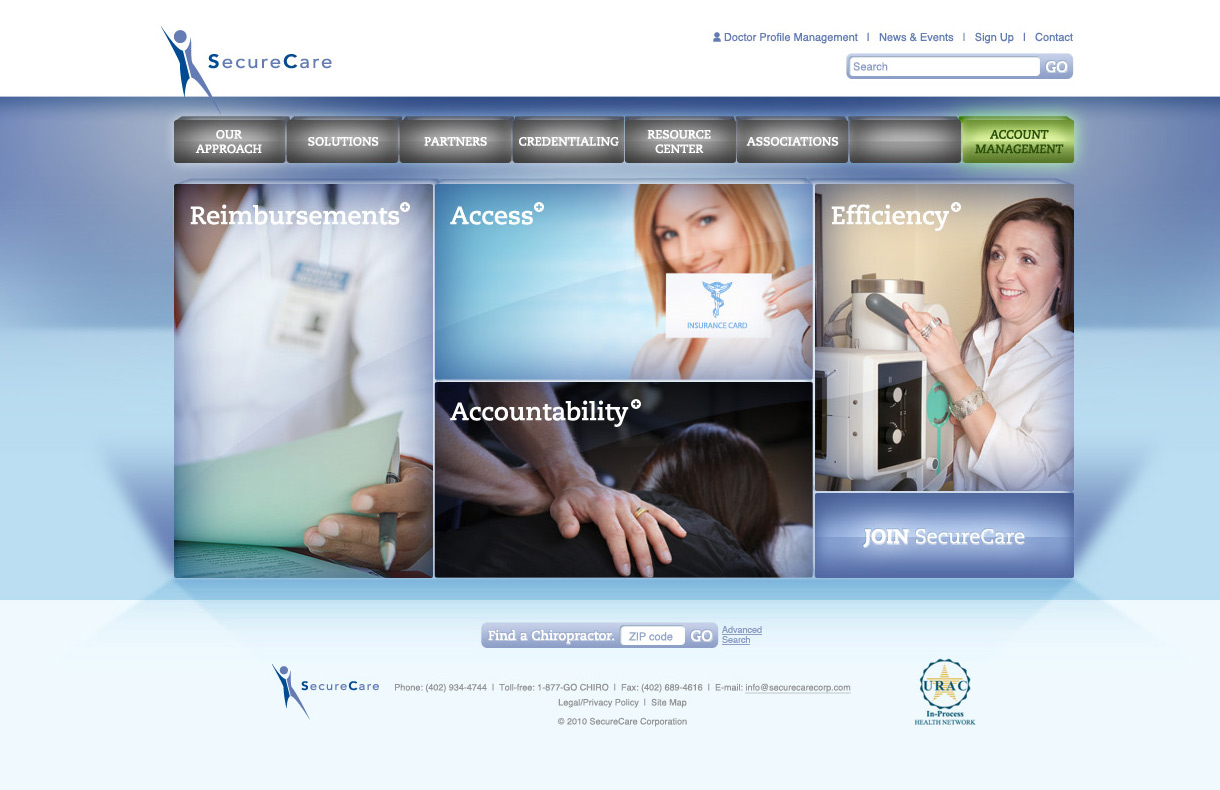 Doctor Profile Management | News & Events | Sign Up | Contact
SecureCare
Search GO
OUR APPROACH
SOLUTIONS
PARTNERS
CREDENTIALING
RESOURCE CENTER
ASSOCIATIONS
ACCOUNT MANAGEMENT
Reimbursements
Access
Efficiency
INSURANCE CARD
Accountability
JOIN SecureCare
Find a Chiropractor. ZIP code GO
Advanced
Search
SecureCare
Phone: (402) 934-4744 | Toll-free: 1-877-GO CHIRO | Fax: (402) 689-4616 | E-mail: info@securecarecorp.com
Legal/Privacy Policy | Site Map
© 2010 SecureCare Corporation
URAC
In-Process
HEALTH NETWORK